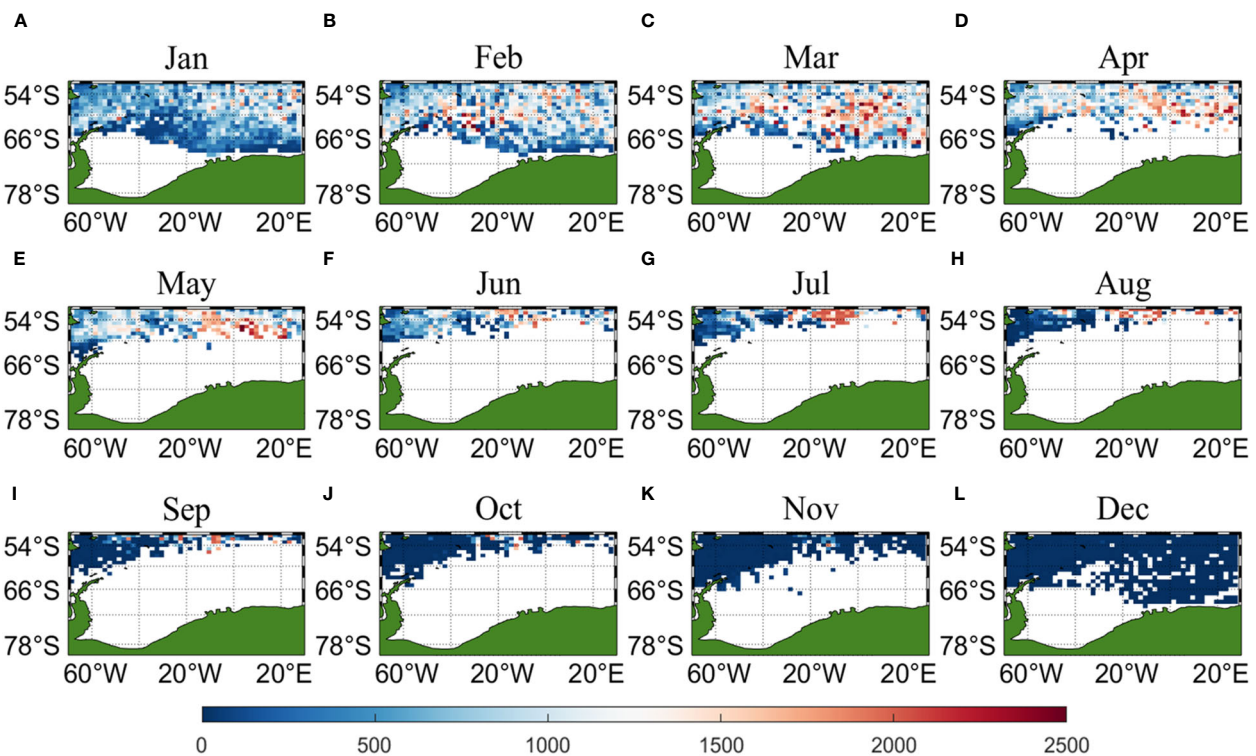 A B C D
Jan Feb Mar Apr
54°S 54°S 54°S 54°S
66°S 66°S 66°S 66°S
78°S 78°S 78°S 78°S
60°W 20°W 20°E 60°W 20°W 20°E 60°W 20°W 20°E 60°W 20°W 20°E
E F G H
May Jun Jul Aug
54°S 54°S 54°S 54°S
66°S 66°S 66°S 66°S
78°S 78°S 78°S 78°S
60°W 20°W 20°E 60°W 20°W 20°E 60°W 20°W 20°E 60°W 20°W 20°E
I J K L
Sep Oct Nov Dec
54°S 54°S 54°S 54°S
66°S 66°S 66°S 66°S
78°S 78°S 78°S 78°S
60°W 20°W 20°E 60°W 20°W 20°E 60°W 20°W 20°E 60°W 20°W 20°E
0 500 1000 1500 2000 2500